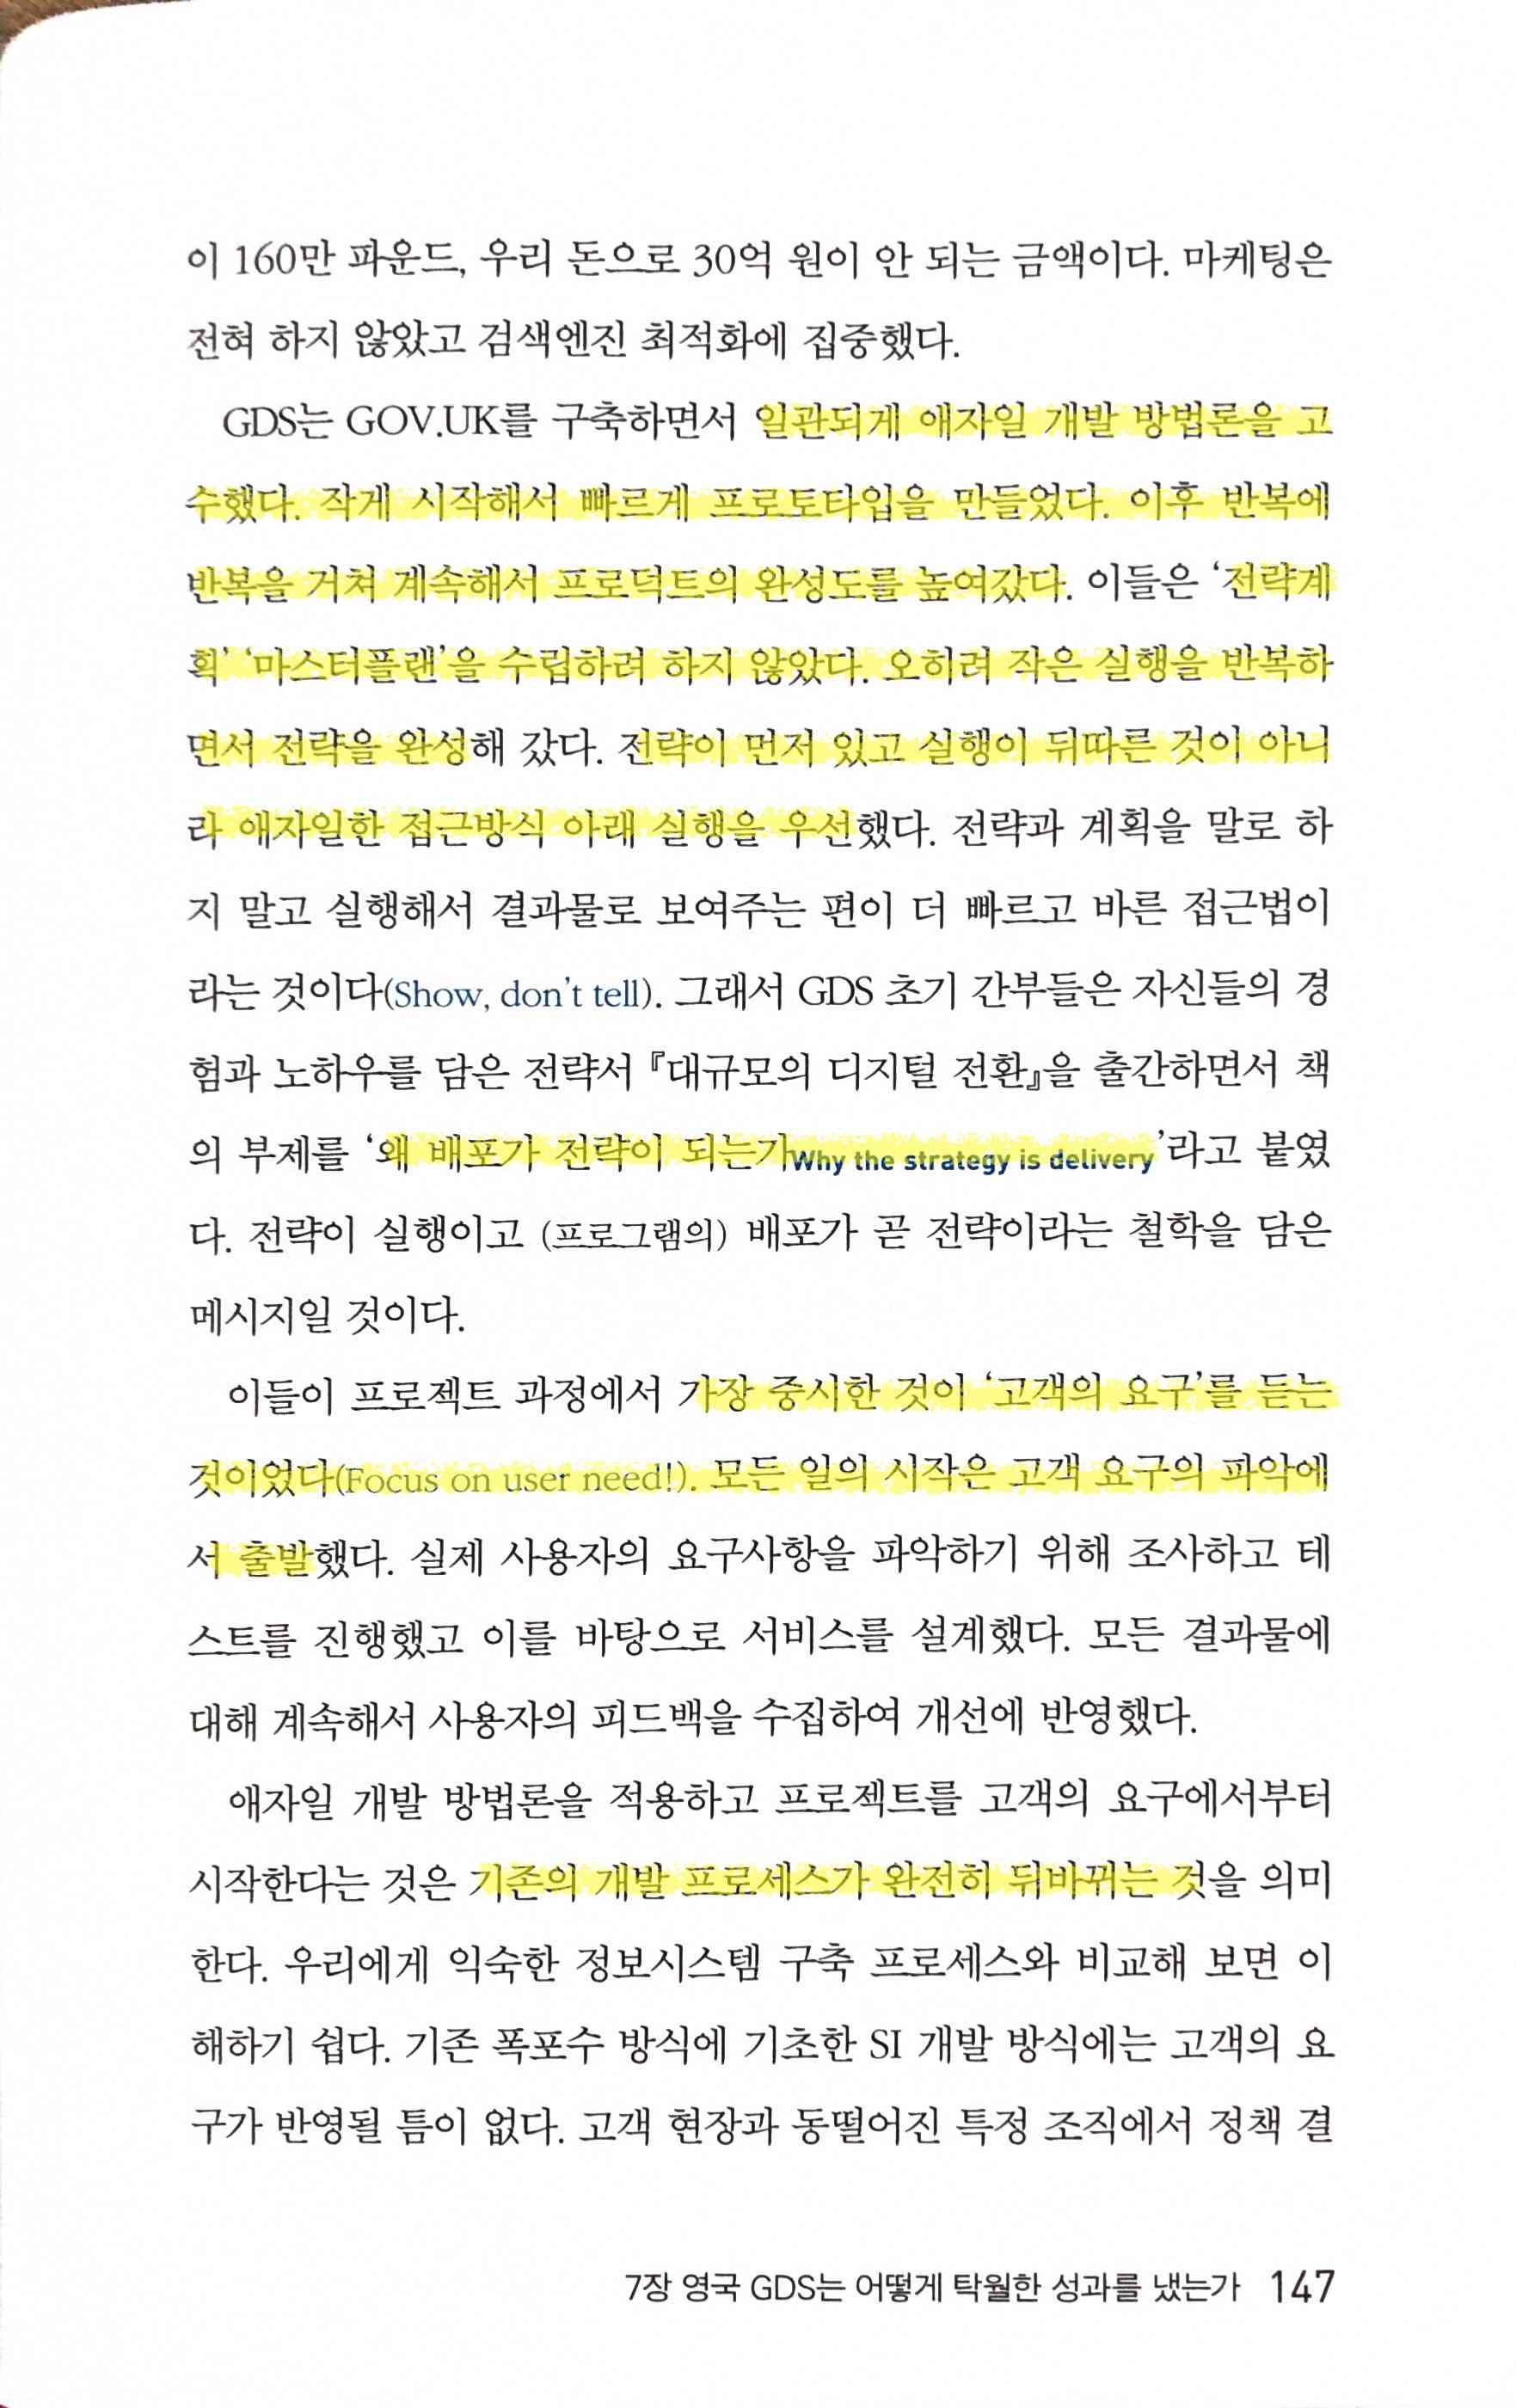 이 160만 파운드, 우리 돈으로 30억 원이 안 되는 금액이다. 마케팅은
전혀 하지 않았고 검색엔진 최적화에 집중했다.
GDS는 GOV.UK를 구축하면서 일관되게 애자일 개발 방법론을 고
수했다. 작게 시작해서 빠르게 프로토타입을 만들었다. 이후 반복에
반복을 거쳐 계속해서 프로덕트의 완성도를 높여갔다. 이들은 ‘전략계
획’ ‘마스터플랜’을 수립하려 하지 않았다. 오히려 작은 실행을 반복하
면서 전략을 완성해 갔다. 전략이 먼저 있고 실행이 뒤따른 것이 아니
라 애자일한 접근방식 아래 실행을 우선했다. 전략과 계획을 말로 하
지 말고 실행해서 결과물로 보여주는 편이 더 빠르고 바른 접근법이
라는 것이다(Show, don’t tell). 그래서 GDS 초기 간부들은 자신들의 경
험과 노하우를 담은 전략서 『대규모의 디지털 전환』을 출간하면서 책
의 부제를 ‘왜 배포가 전략이 되는가Why the strategy is delivery’라고 붙였
다. 전략이 실행이고 (프로그램의) 배포가 곧 전략이라는 철학을 담은
메시지일 것이다.
이들이 프로젝트 과정에서 가장 중시한 것이 ‘고객의 요구’를 듣는
것이었다(Focus on user need!). 모든 일의 시작은 고객 요구의 파악에
서 출발했다. 실제 사용자의 요구사항을 파악하기 위해 조사하고 테
스트를 진행했고 이를 바탕으로 서비스를 설계했다. 모든 결과물에
대해 계속해서 사용자의 피드백을 수집하여 개선에 반영했다.
애자일 개발 방법론을 적용하고 프로젝트를 고객의 요구에서부터
시작한다는 것은 기존의 개발 프로세스가 완전히 뒤바뀌는 것을 의미
한다. 우리에게 익숙한 정보시스템 구축 프로세스와 비교해 보면 이
해하기 쉽다. 기존 폭포수 방식에 기초한 SI 개발 방식에는 고객의 요
구가 반영될 틈이 없다. 고객 현장과 동떨어진 특정 조직에서 정책 결
7장 영국 GDS는 어떻게 탁월한 성과를 냈는가 147